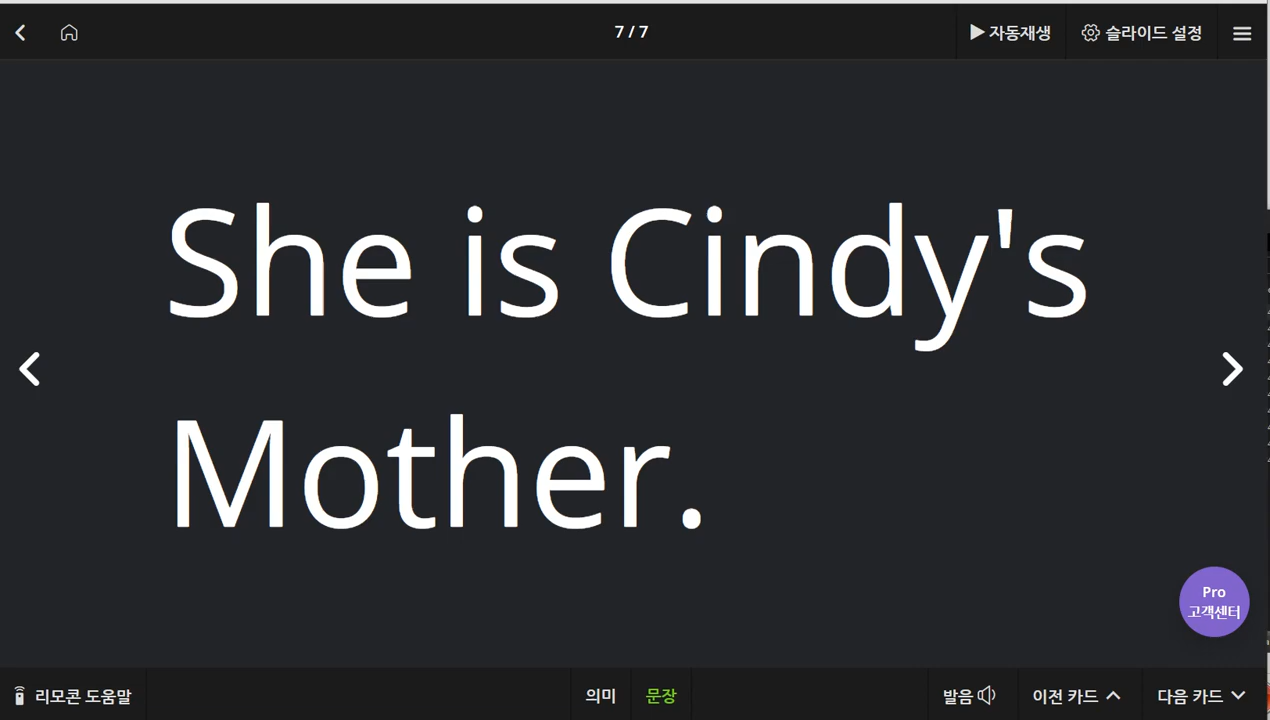 7 / 7
자동재생
슬라이드 설정
She is Cindy's
Mother.
Pro
고객센터
리모콘 도움말
의미
문장
발음
이전 카드
다음 카드